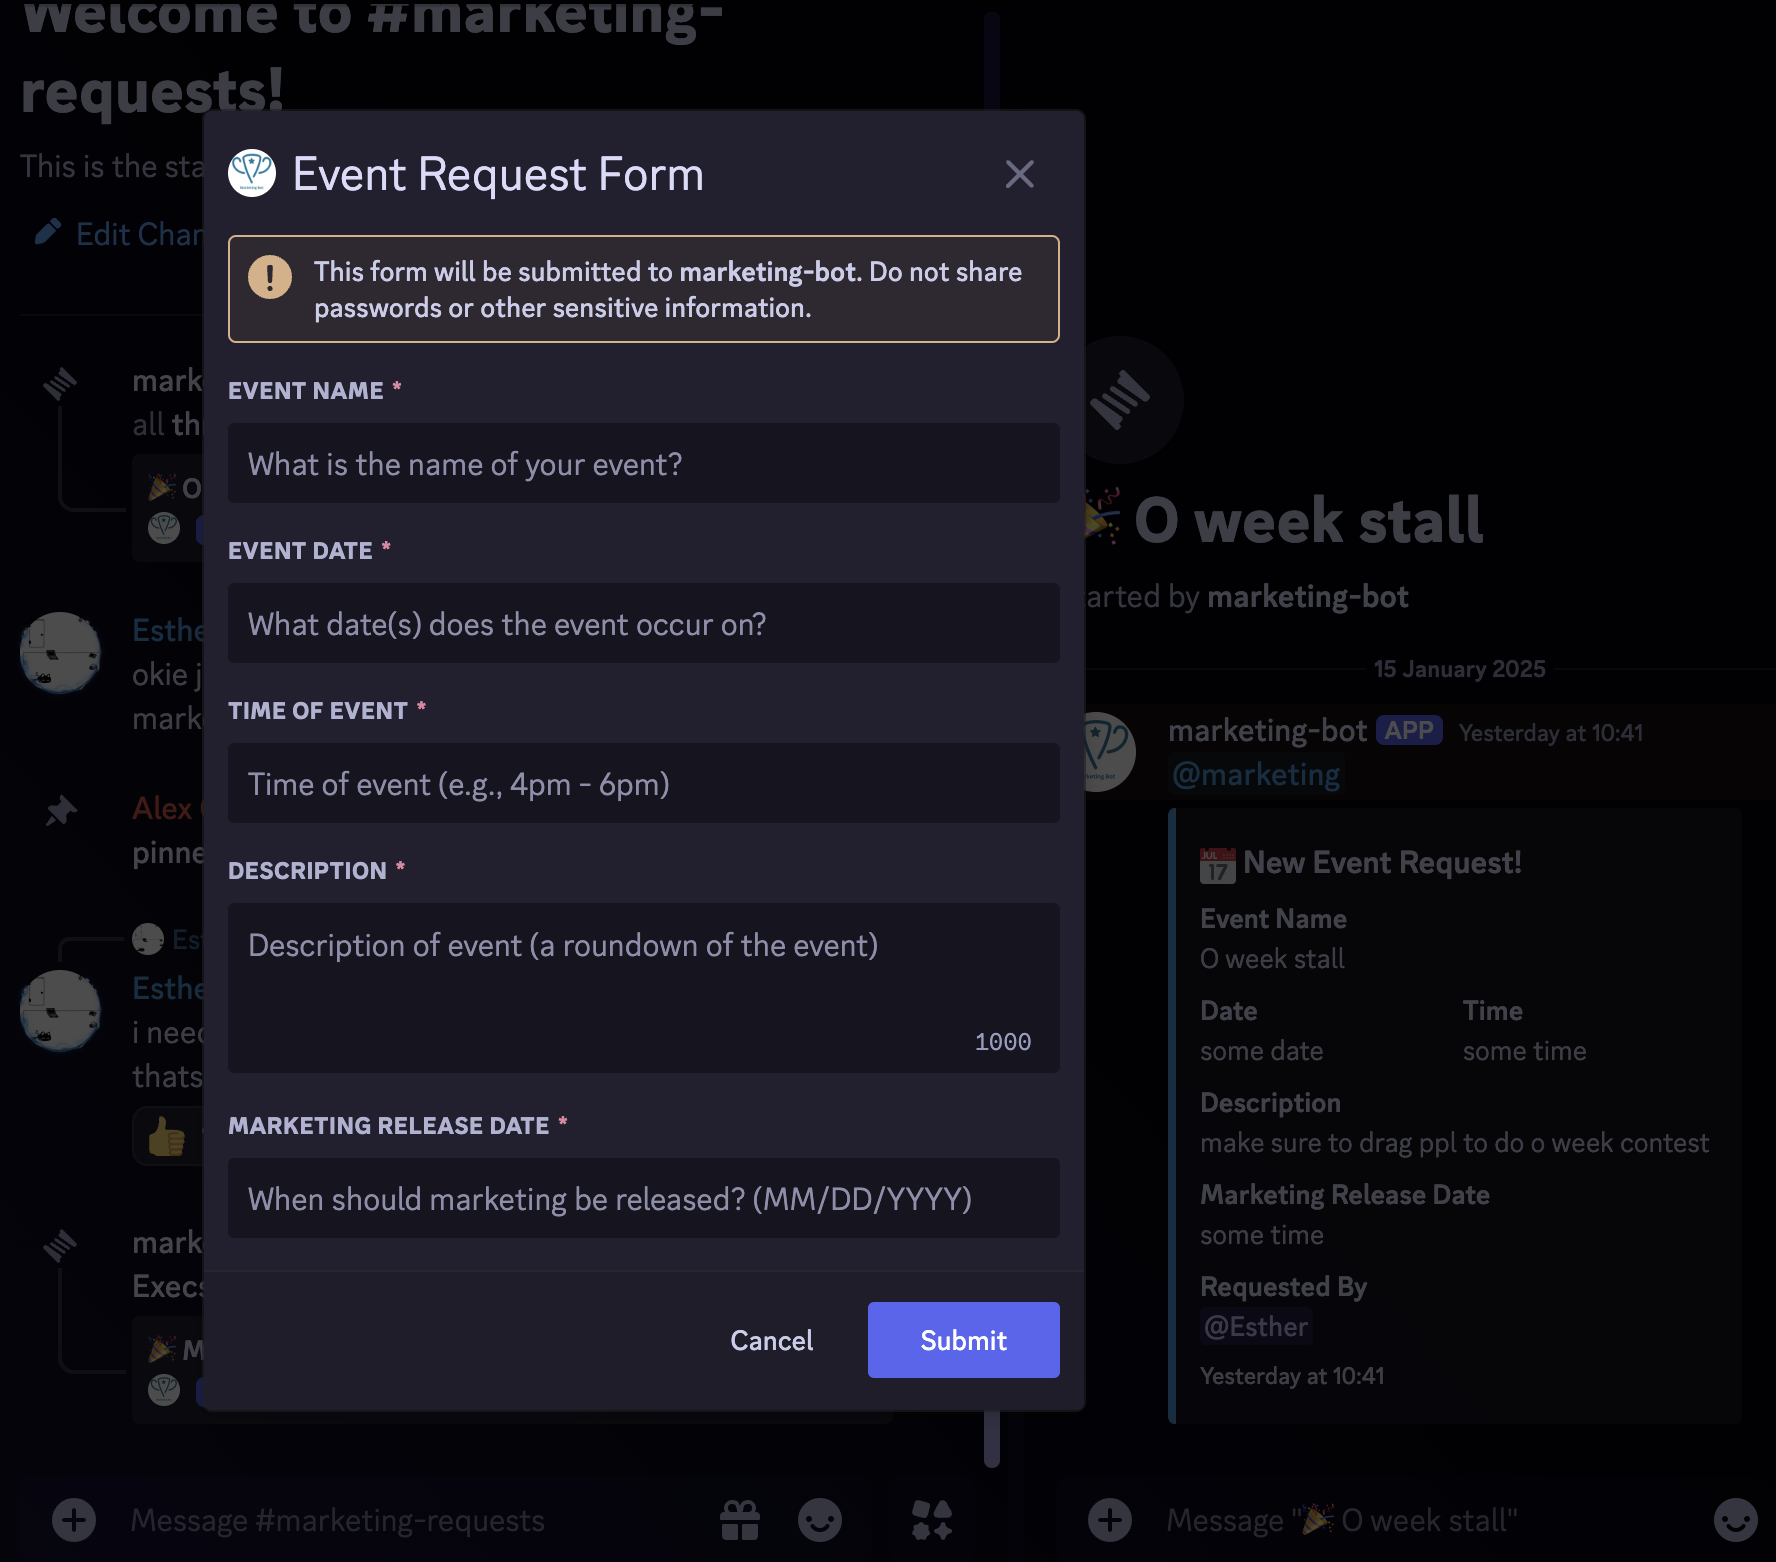 Welcome to #marketing-
requests!
This is the sta
Edit Chan
mark
all th
O
Esthe
okie j
mark
Alex
pinne
Es
Esthe
i need
thats
mark
Execs
M
Message #marketing-requests
Event Request Form
This form will be submitted to marketing-bot. Do not share
passwords or other sensitive information.
EVENT NAME *
What is the name of your event?
EVENT DATE *
What date(s) does the event occur on?
TIME OF EVENT *
Time of event (e.g., 4pm - 6pm)
DESCRIPTION *
Description of event (a roundown of the event)
1000
MARKETING RELEASE DATE *
When should marketing be released? (MM/DD/YYYY)
Cancel Submit
🎉 O week stall
arted by marketing-bot
15 January 2025
marketing-bot APP Yesterday at 10:41
@marketing
JUL
17
New Event Request!
Event Name
O week stall
Date Time
some date some time
Description
make sure to drag ppl to do o week contest
Marketing Release Date
some time
Requested By
@Esther
Yesterday at 10:41
Message "🎉 O week stall"